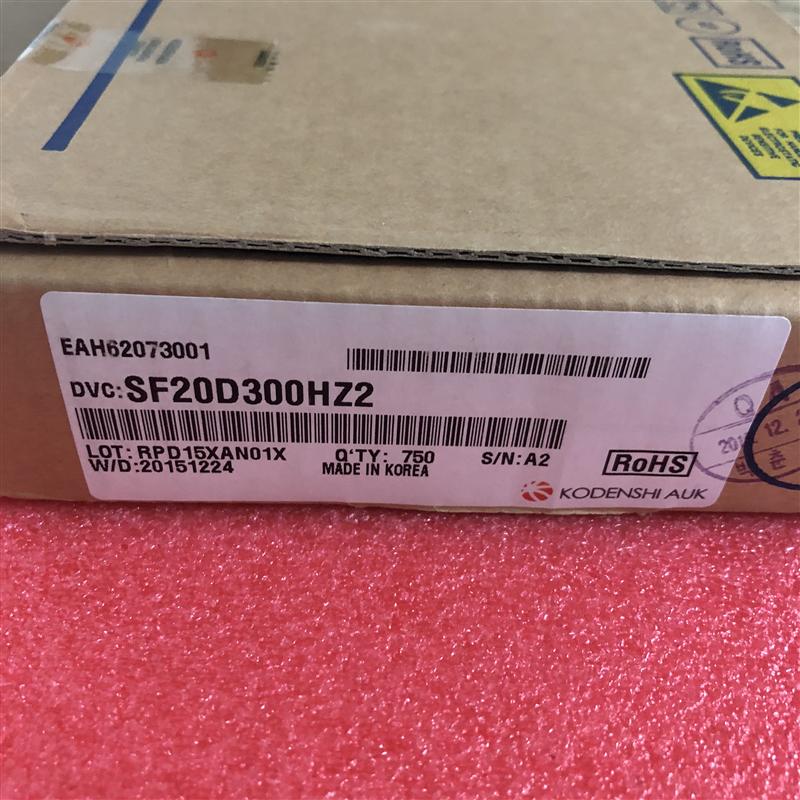 EAH62073001
DVC:SF20D300HZ2
LOT: RPD15XAN01X Q'TY: 750 S/N: A2
W/D:20151224 MADE IN KOREA
RoHS
KODENSHI AUK